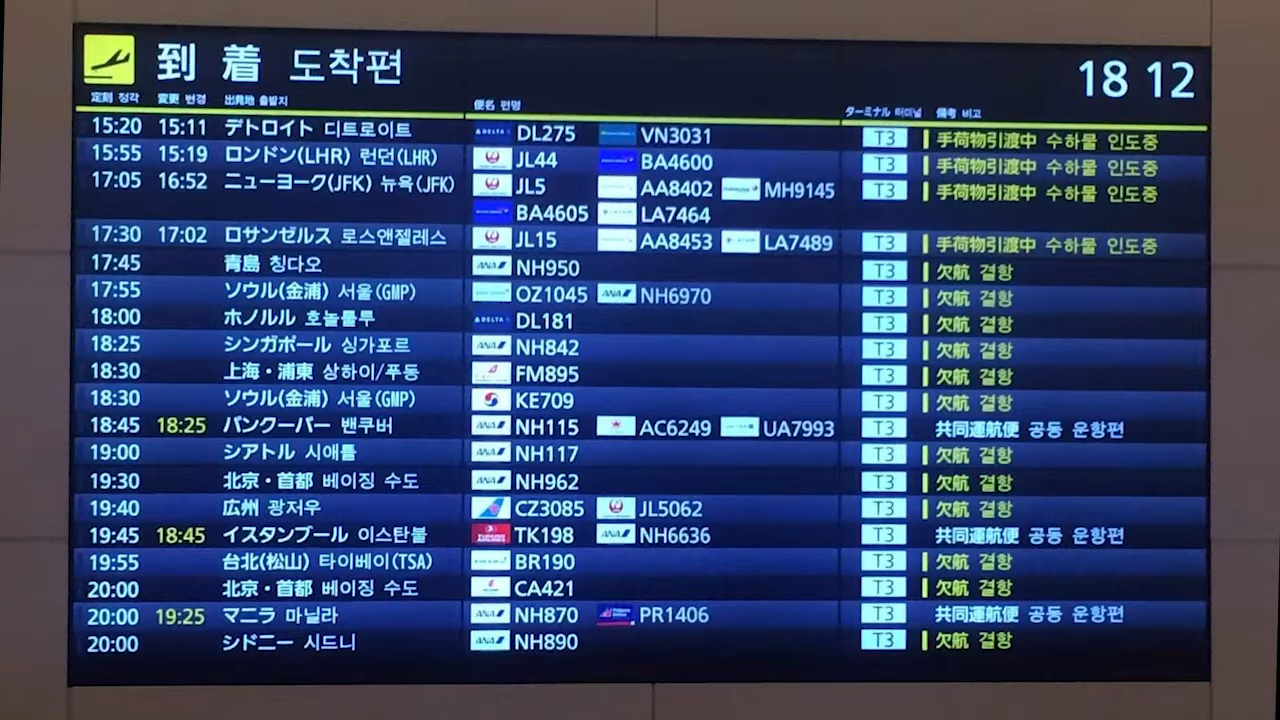 到着 도착편 18 12
定刻 정각 変更 변경 出発地 출발지 便名 편명 ターミナル 터미널 備考 비고
15:20 15:11 デトロイト 디트로이트 DELTA DL275 VN3031 T3 手荷物引渡中 수하물 인도중
15:55 15:19 ロンドン(LHR) 런던(LHR) JL44 BA4600 T3 手荷物引渡中 수하물 인도중
17:05 16:52 ニューヨーク(JFK) 뉴욕(JFK) JL5 AA8402 MH9145 T3 手荷物引渡中 수하물 인도중
BA4605 LA7464
17:30 17:02 ロサンゼルス 로스앤젤레스 JL15 AA8453 LA7489 T3 手荷物引渡中 수하물 인도중
17:45 青島 칭다오 ANA NH950 T3 欠航 결항
17:55 ソウル(金浦) 서울(GMP) OZ1045 ANA NH6970 T3 欠航 결항
18:00 ホノルル 호놀룰루 DELTA DL181 T3 欠航 결항
18:25 シンガポール 싱가포르 ANA NH842 T3 欠航 결항
18:30 上海・浦東 상하이/푸둥 FM895 T3 欠航 결항
18:30 ソウル(金浦) 서울(GMP) KE709 T3 欠航 결항
18:45 18:25 バンクーバー 밴쿠버 ANA NH115 AC6249 UA7993 T3 共同運航便 공동 운항편
19:00 シアトル 시애틀 ANA NH117 T3 欠航 결항
19:30 北京・首都 베이징 수도 ANA NH962 T3 欠航 결항
19:40 広州 광저우 CZ3085 JL5062 T3 欠航 결항
19:45 18:45 イスタンブール 이스탄불 TURKISH AIRLINES TK198 ANA NH6636 T3 共同運航便 공동 운항편
19:55 台北(松山) 타이베이(TSA) BR190 T3 欠航 결항
20:00 北京・首都 베이징 수도 CA421 T3 欠航 결항
20:00 19:25 マニラ 마닐라 ANA NH870 Philippine Airlines PR1406 T3 共同運航便 공동 운항편
20:00 シドニー 시드니 ANA NH890 T3 欠航 결항